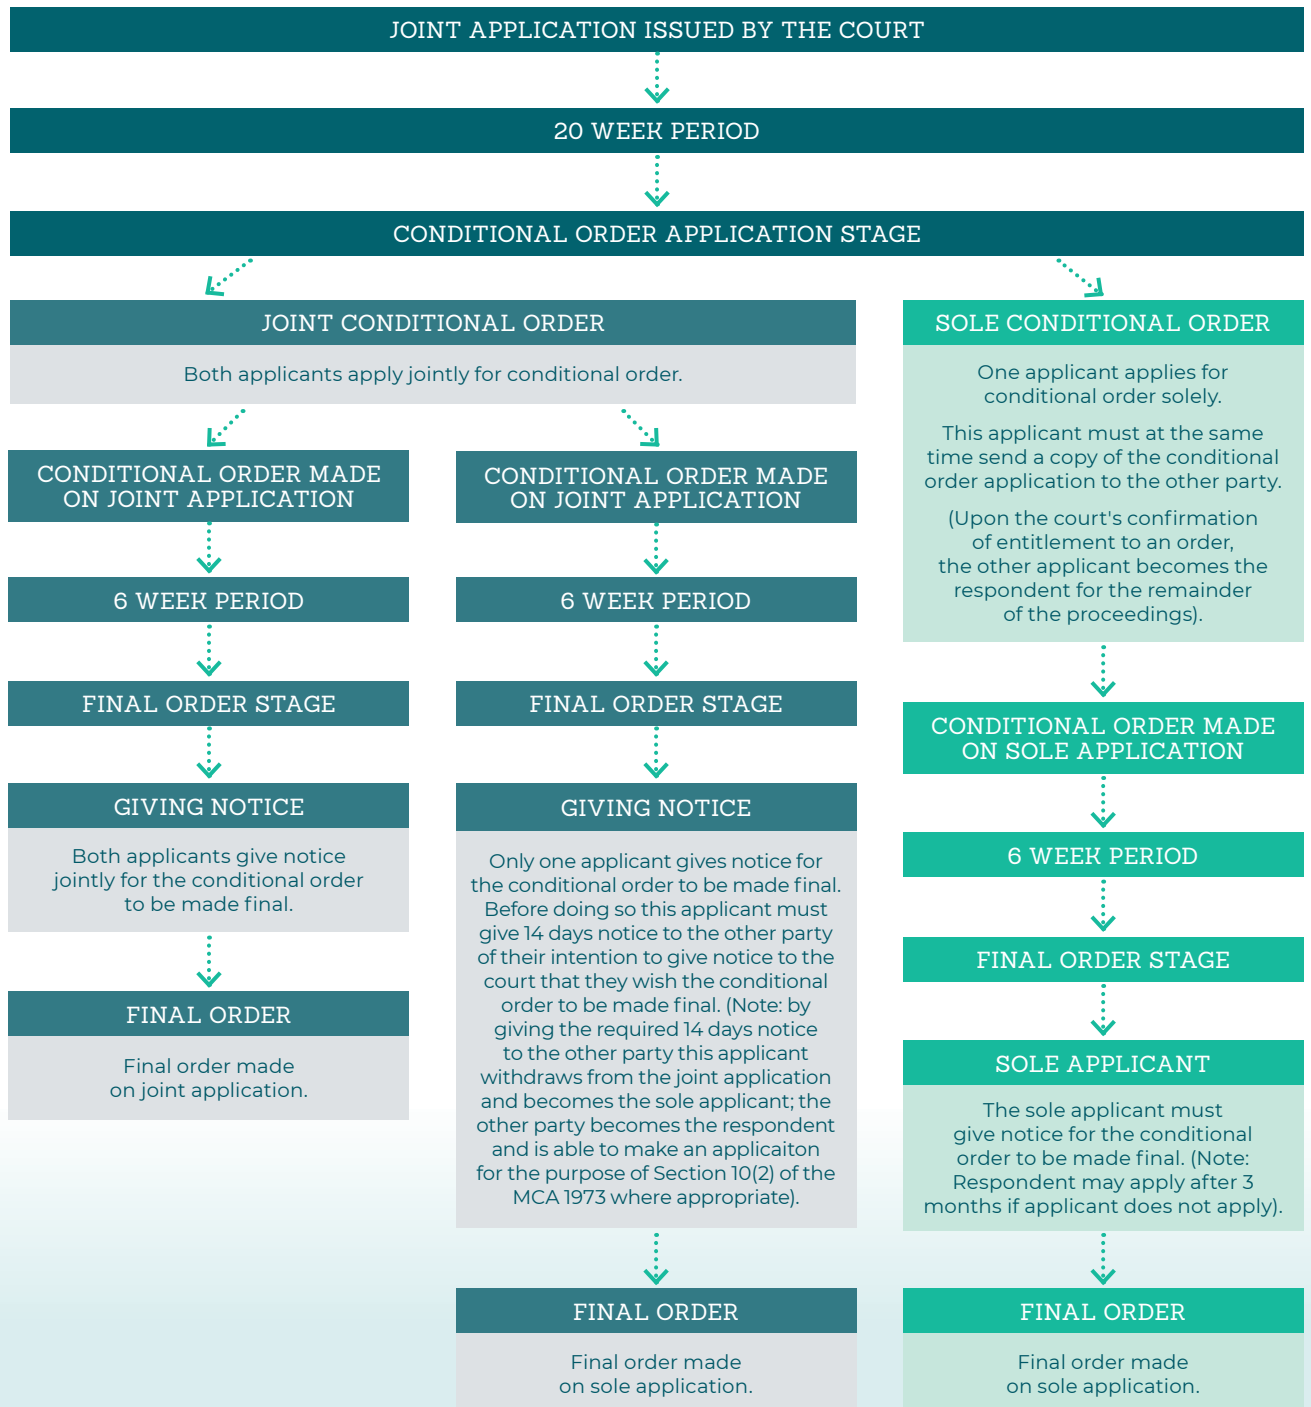 JOINT APPLICATION ISSUED BY THE COURT
20 WEEK PERIOD
CONDITIONAL ORDER APPLICATION STAGE
JOINT CONDITIONAL ORDER
Both applicants apply jointly for conditional order.
CONDITIONAL ORDER MADE
ON JOINT APPLICATION
6 WEEK PERIOD
FINAL ORDER STAGE
GIVING NOTICE
Both applicants give notice
jointly for the conditional order
to be made final.
FINAL ORDER
Final order made
on joint application.
CONDITIONAL ORDER MADE
ON JOINT APPLICATION
6 WEEK PERIOD
FINAL ORDER STAGE
GIVING NOTICE
Only one applicant gives notice for
the conditional order to be made final.
Before doing so this applicant must
give 14 days notice to the other party
of their intention to give notice to the
court that they wish the conditional
order to be made final. (Note: by
giving the required 14 days notice
to the other party this applicant
withdraws from the joint application
and becomes the sole applicant; the
other party becomes the respondent
and is able to make an applicaiton
for the purpose of Section 10(2) of the
MCA 1973 where appropriate).
FINAL ORDER
Final order made
on sole application.
SOLE CONDITIONAL ORDER
One applicant applies for
conditional order solely.
This applicant must at the same
time send a copy of the conditional
order application to the other party.
(Upon the court's confirmation
of entitlement to an order,
the other applicant becomes the
respondent for the remainder
of the proceedings).
CONDITIONAL ORDER MADE
ON SOLE APPLICATION
6 WEEK PERIOD
FINAL ORDER STAGE
SOLE APPLICANT
The sole applicant must
give notice for the conditional
order to be made final. (Note:
Respondent may apply after 3
months if applicant does not apply).
FINAL ORDER
Final order made
on sole application.